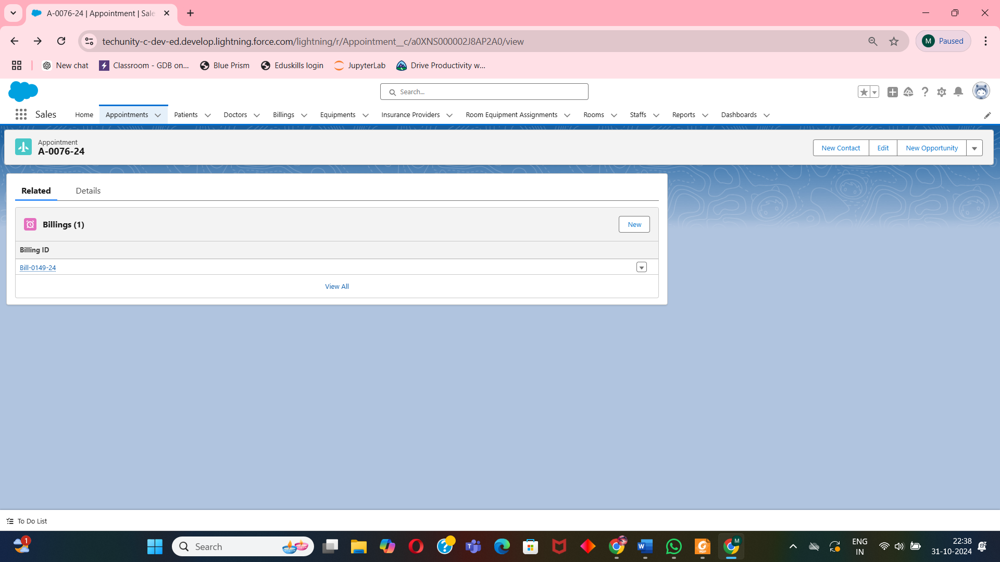 A-0076-24 | Appointment | Sale
techunity-c-dev-ed.develop.lightning.force.com/lightning/r/Appointment__c/a0XNS000002J8AP2A0/view
M Paused
New chat Classroom - GDB on... Blue Prism Eduskills login JupyterLab Drive Productivity w...
Search...
Sales Home Appointments Patients Doctors Billings Equipments Insurance Providers Room Equipment Assignments Rooms Staffs Reports Dashboards
Appointment
A-0076-24
New Contact Edit New Opportunity
Related Details
Billings (1) New
Billing ID
Bill-0149-24
View All
To Do List
1
Search
M
ENG
IN
22:38
31-10-2024